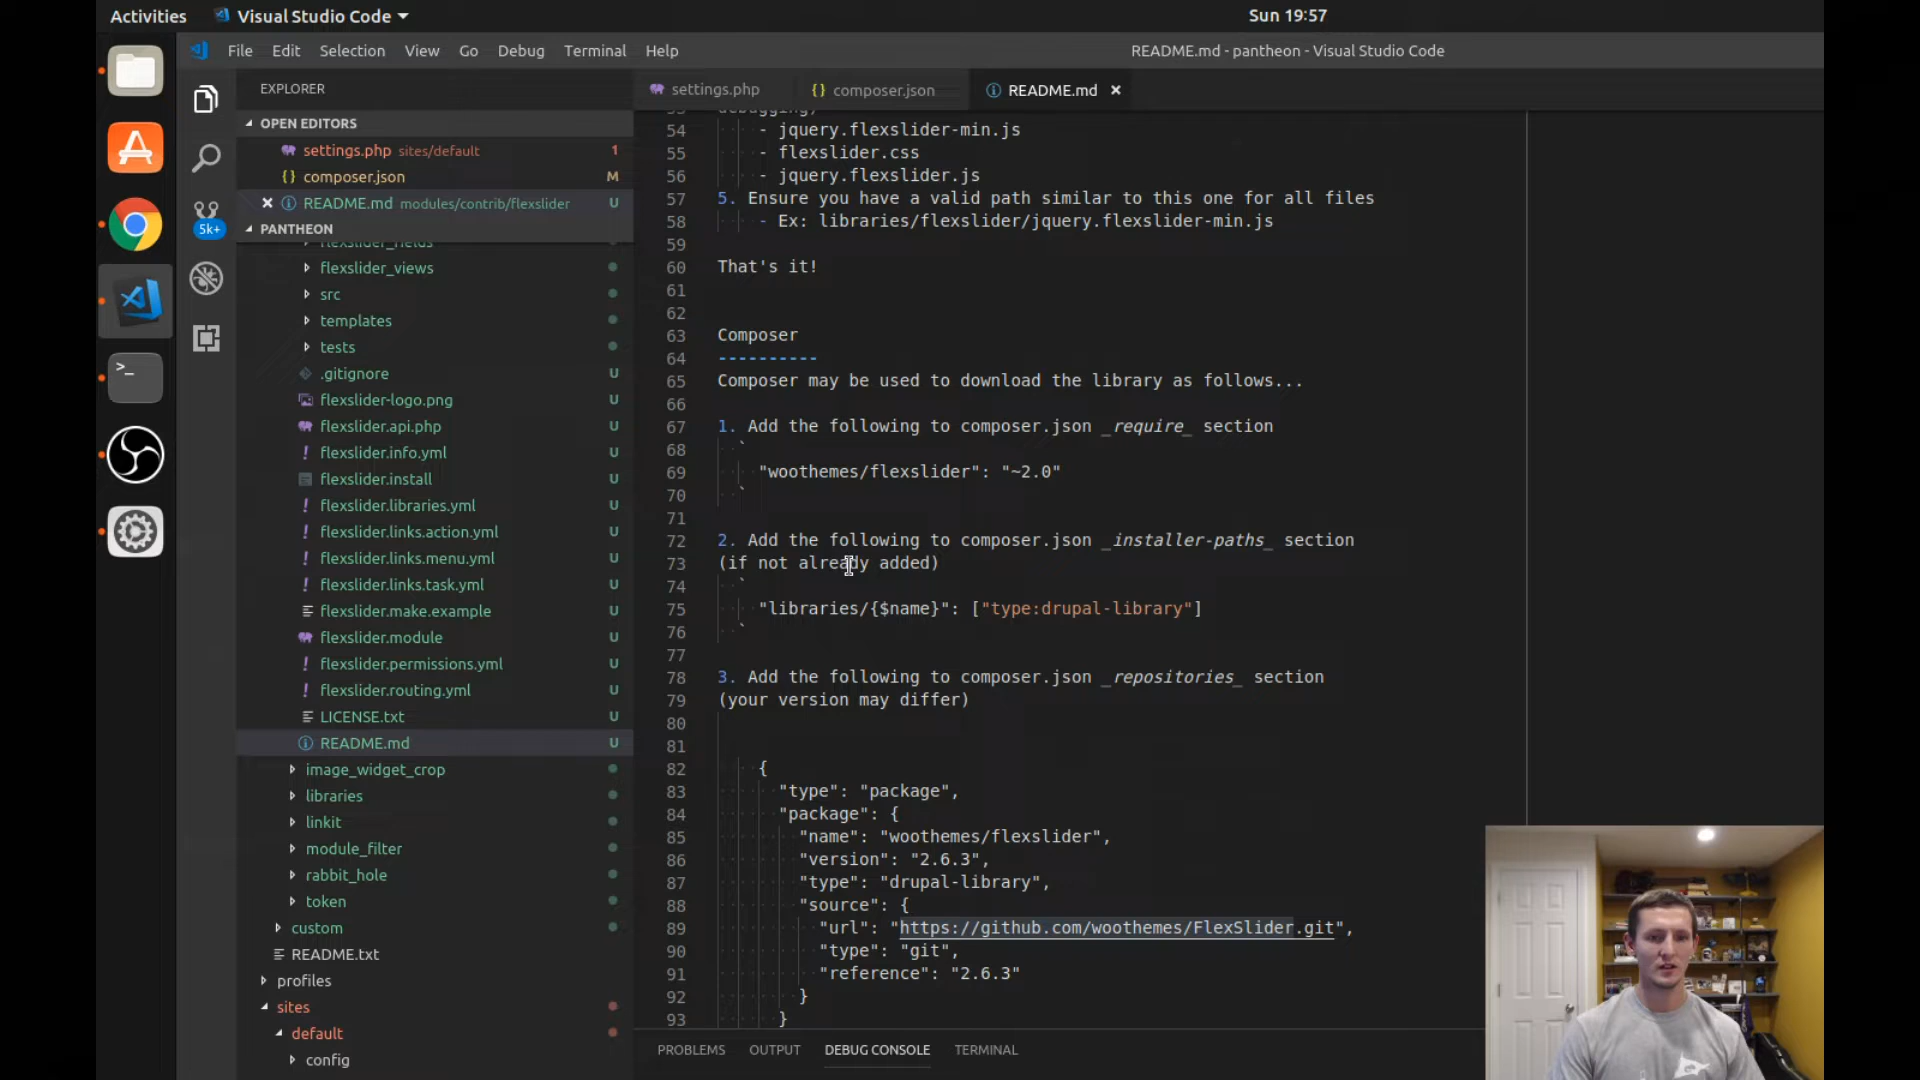 Activities
Visual Studio Code
Sun 19:57
File Edit Selection View Go Debug Terminal Help
README.md - pantheon - Visual Studio Code
EXPLORER
settings.php
{} composer.json
README.md
OPEN EDITORS
settings.php sites/default 1
{} composer.json M
README.md modules/contrib/flexslider U
5k+
PANTHEON
flexslider_fields
flexslider_views
src
templates
tests
.gitignore U
flexslider-logo.png U
flexslider.api.php U
! flexslider.info.yml U
flexslider.install U
! flexslider.libraries.yml U
! flexslider.links.action.yml U
! flexslider.links.menu.yml U
! flexslider.links.task.yml U
flexslider.make.example U
flexslider.module U
! flexslider.permissions.yml U
! flexslider.routing.yml U
LICENSE.txt U
README.md U
image_widget_crop
libraries
linkit
module_filter
rabbit_hole
token
custom
README.txt
profiles
sites
default
config
53 debugging)
54 - jquery.flexslider-min.js
55 - flexslider.css
56 - jquery.flexslider.js
57 5. Ensure you have a valid path similar to this one for all files
58 - Ex: libraries/flexslider/jquery.flexslider-min.js
59
60 That's it!
61
62
63 Composer
64 ----------
65 Composer may be used to download the library as follows...
66
67 1. Add the following to composer.json _require_ section
68 `
69 "woothemes/flexslider": "~2.0"
70 `
71
72 2. Add the following to composer.json _installer-paths_ section
73 (if not already added)
74 `
75 "libraries/{$name}": ["type:drupal-library"]
76 `
77
78 3. Add the following to composer.json _repositories_ section
79 (your version may differ)
80
81
82 {
83 "type": "package",
84 "package": {
85 "name": "woothemes/flexslider",
86 "version": "2.6.3",
87 "type": "drupal-library",
88 "source": {
89 "url": "https://github.com/woothemes/FlexSlider.git",
90 "type": "git",
91 "reference": "2.6.3"
92 }
93 }
PROBLEMS OUTPUT DEBUG CONSOLE TERMINAL